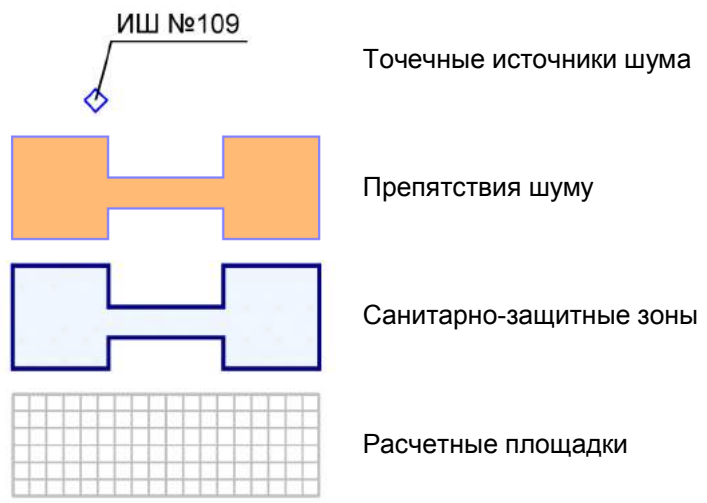 ИШ №109
Точечные источники шума
Препятствия шуму
Санитарно-защитные зоны
Расчетные площадки